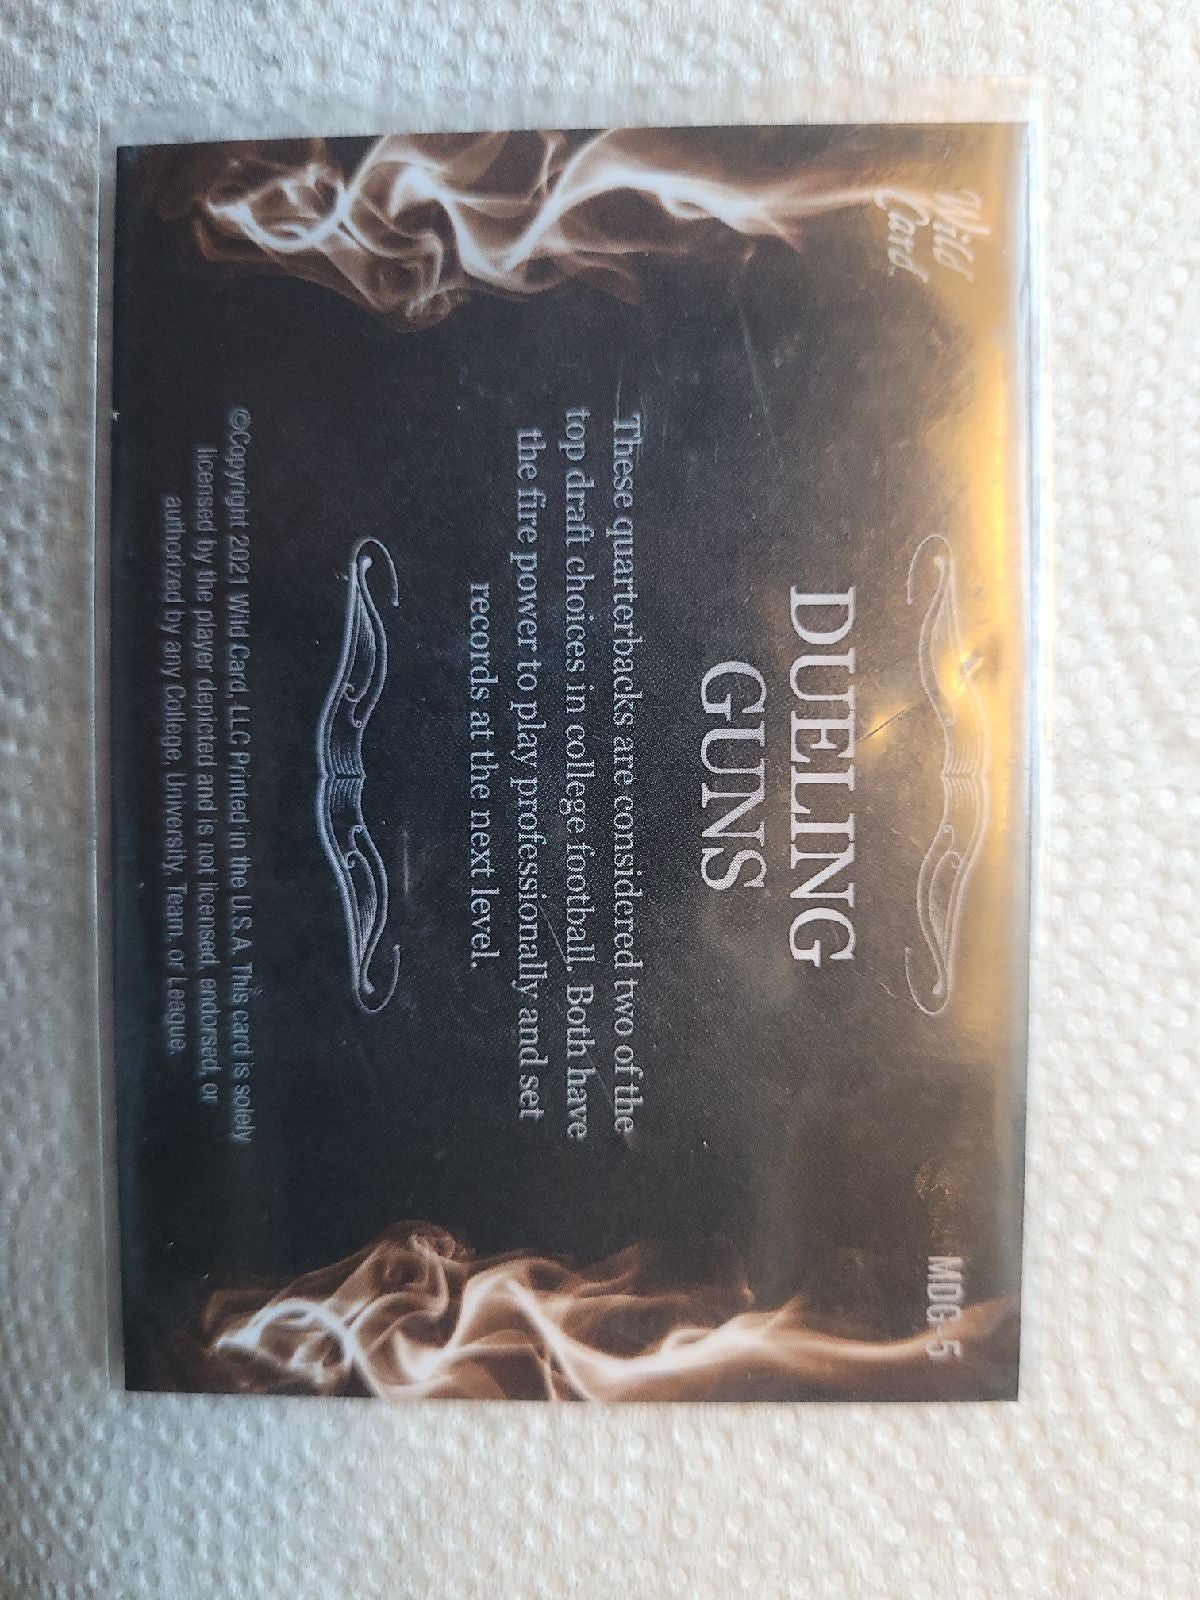 Wild
Card.
MDG-5
DUELING
GUNS
These quarterbacks are considered two of the
top draft choices in college football. Both have
the fire power to play professionally and set
records at the next level.
©Copyright 2021 Wild Card, LLC Printed in the U.S.A. This card is solely
licensed by the player depicted and is not licensed, endorsed, or
authorized by any College, University, Team, or League.